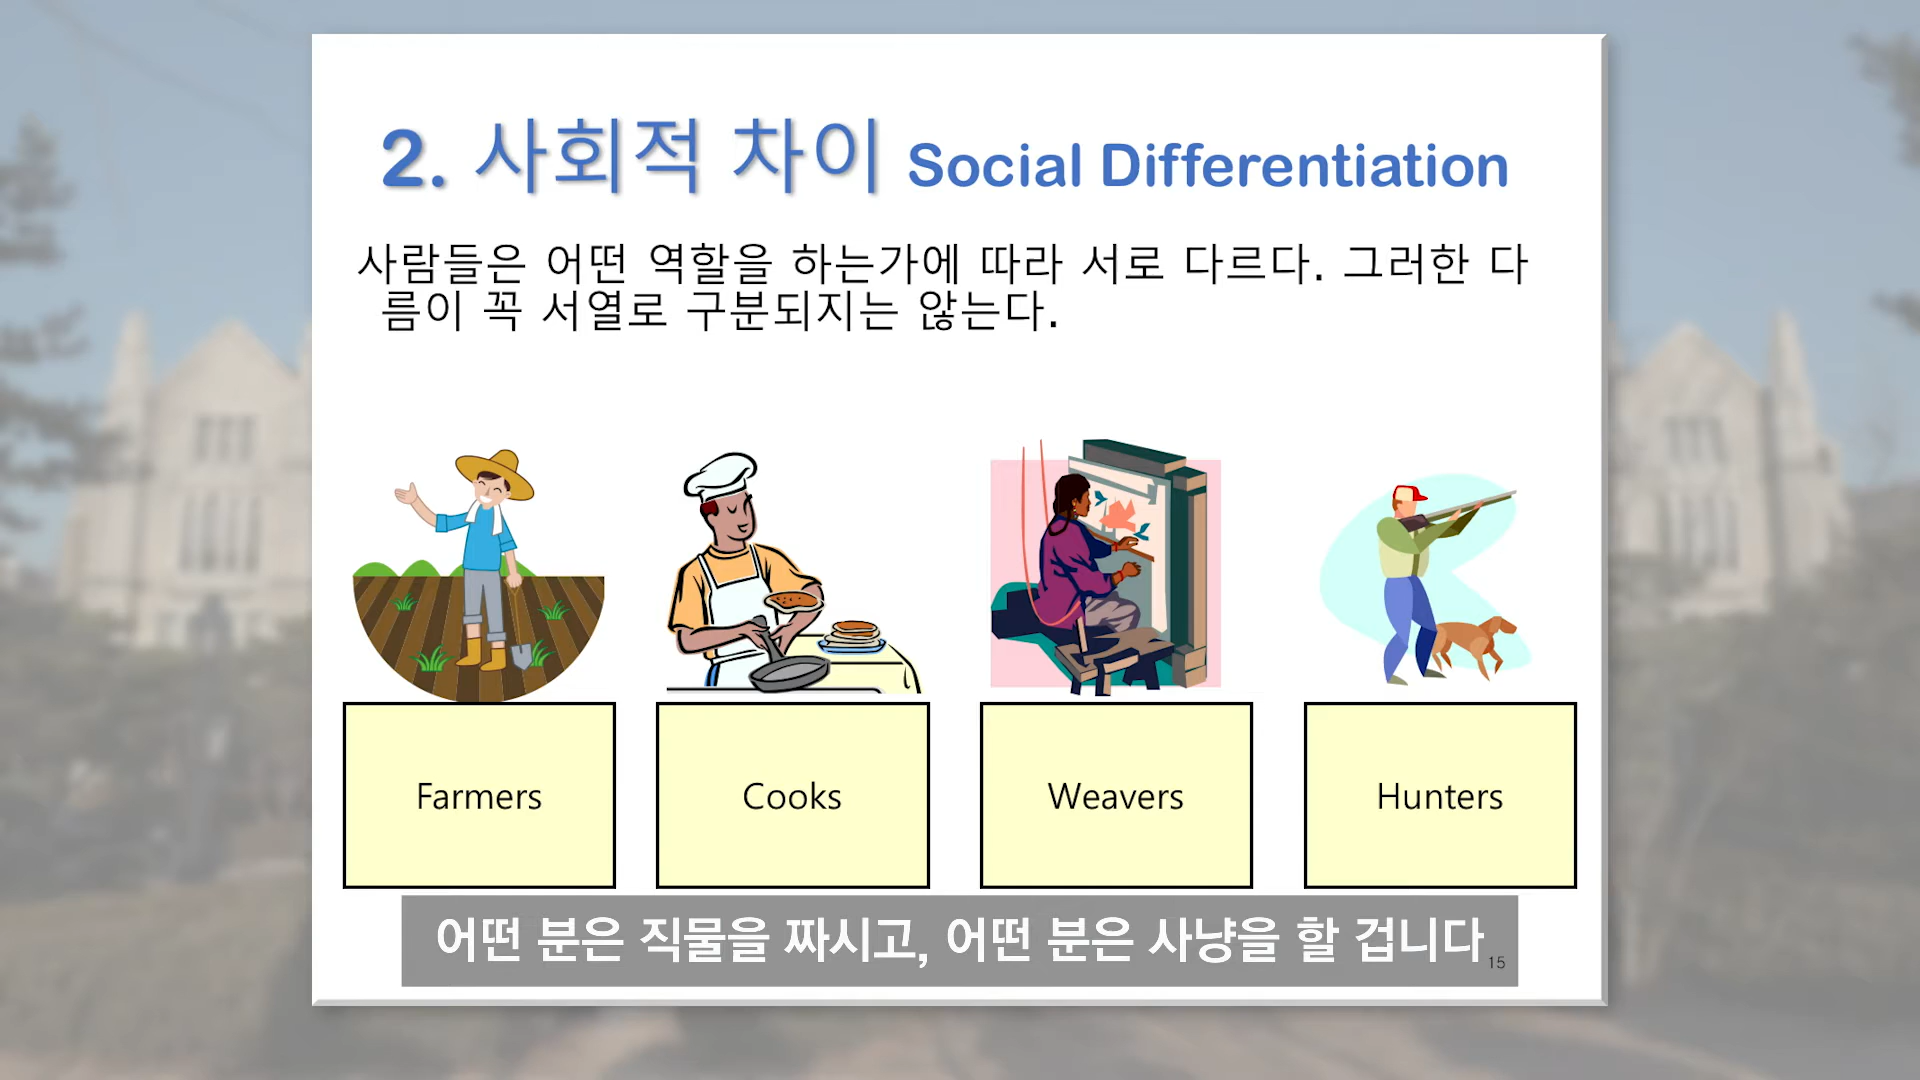 2. 사회적 차이 Social Differentiation
사람들은 어떤 역할을 하는가에 따라 서로 다르다. 그러한 다
름이 꼭 서열로 구분되지는 않는다.
Farmers
Cooks
Weavers
Hunters
어떤 분은 직물을 짜시고, 어떤 분은 사냥을 할 겁니다
15